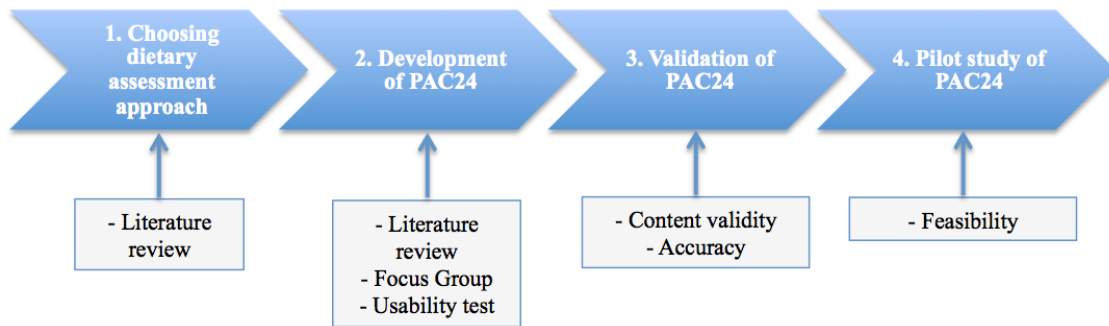 1. Choosing
dietary
assessment
approach
2. Development
of PAC24
3. Validation of
PAC24
4. Pilot study of
PAC24
- Literature
review
- Literature
review
- Focus Group
- Usability test
- Content validity
- Accuracy
- Feasibility